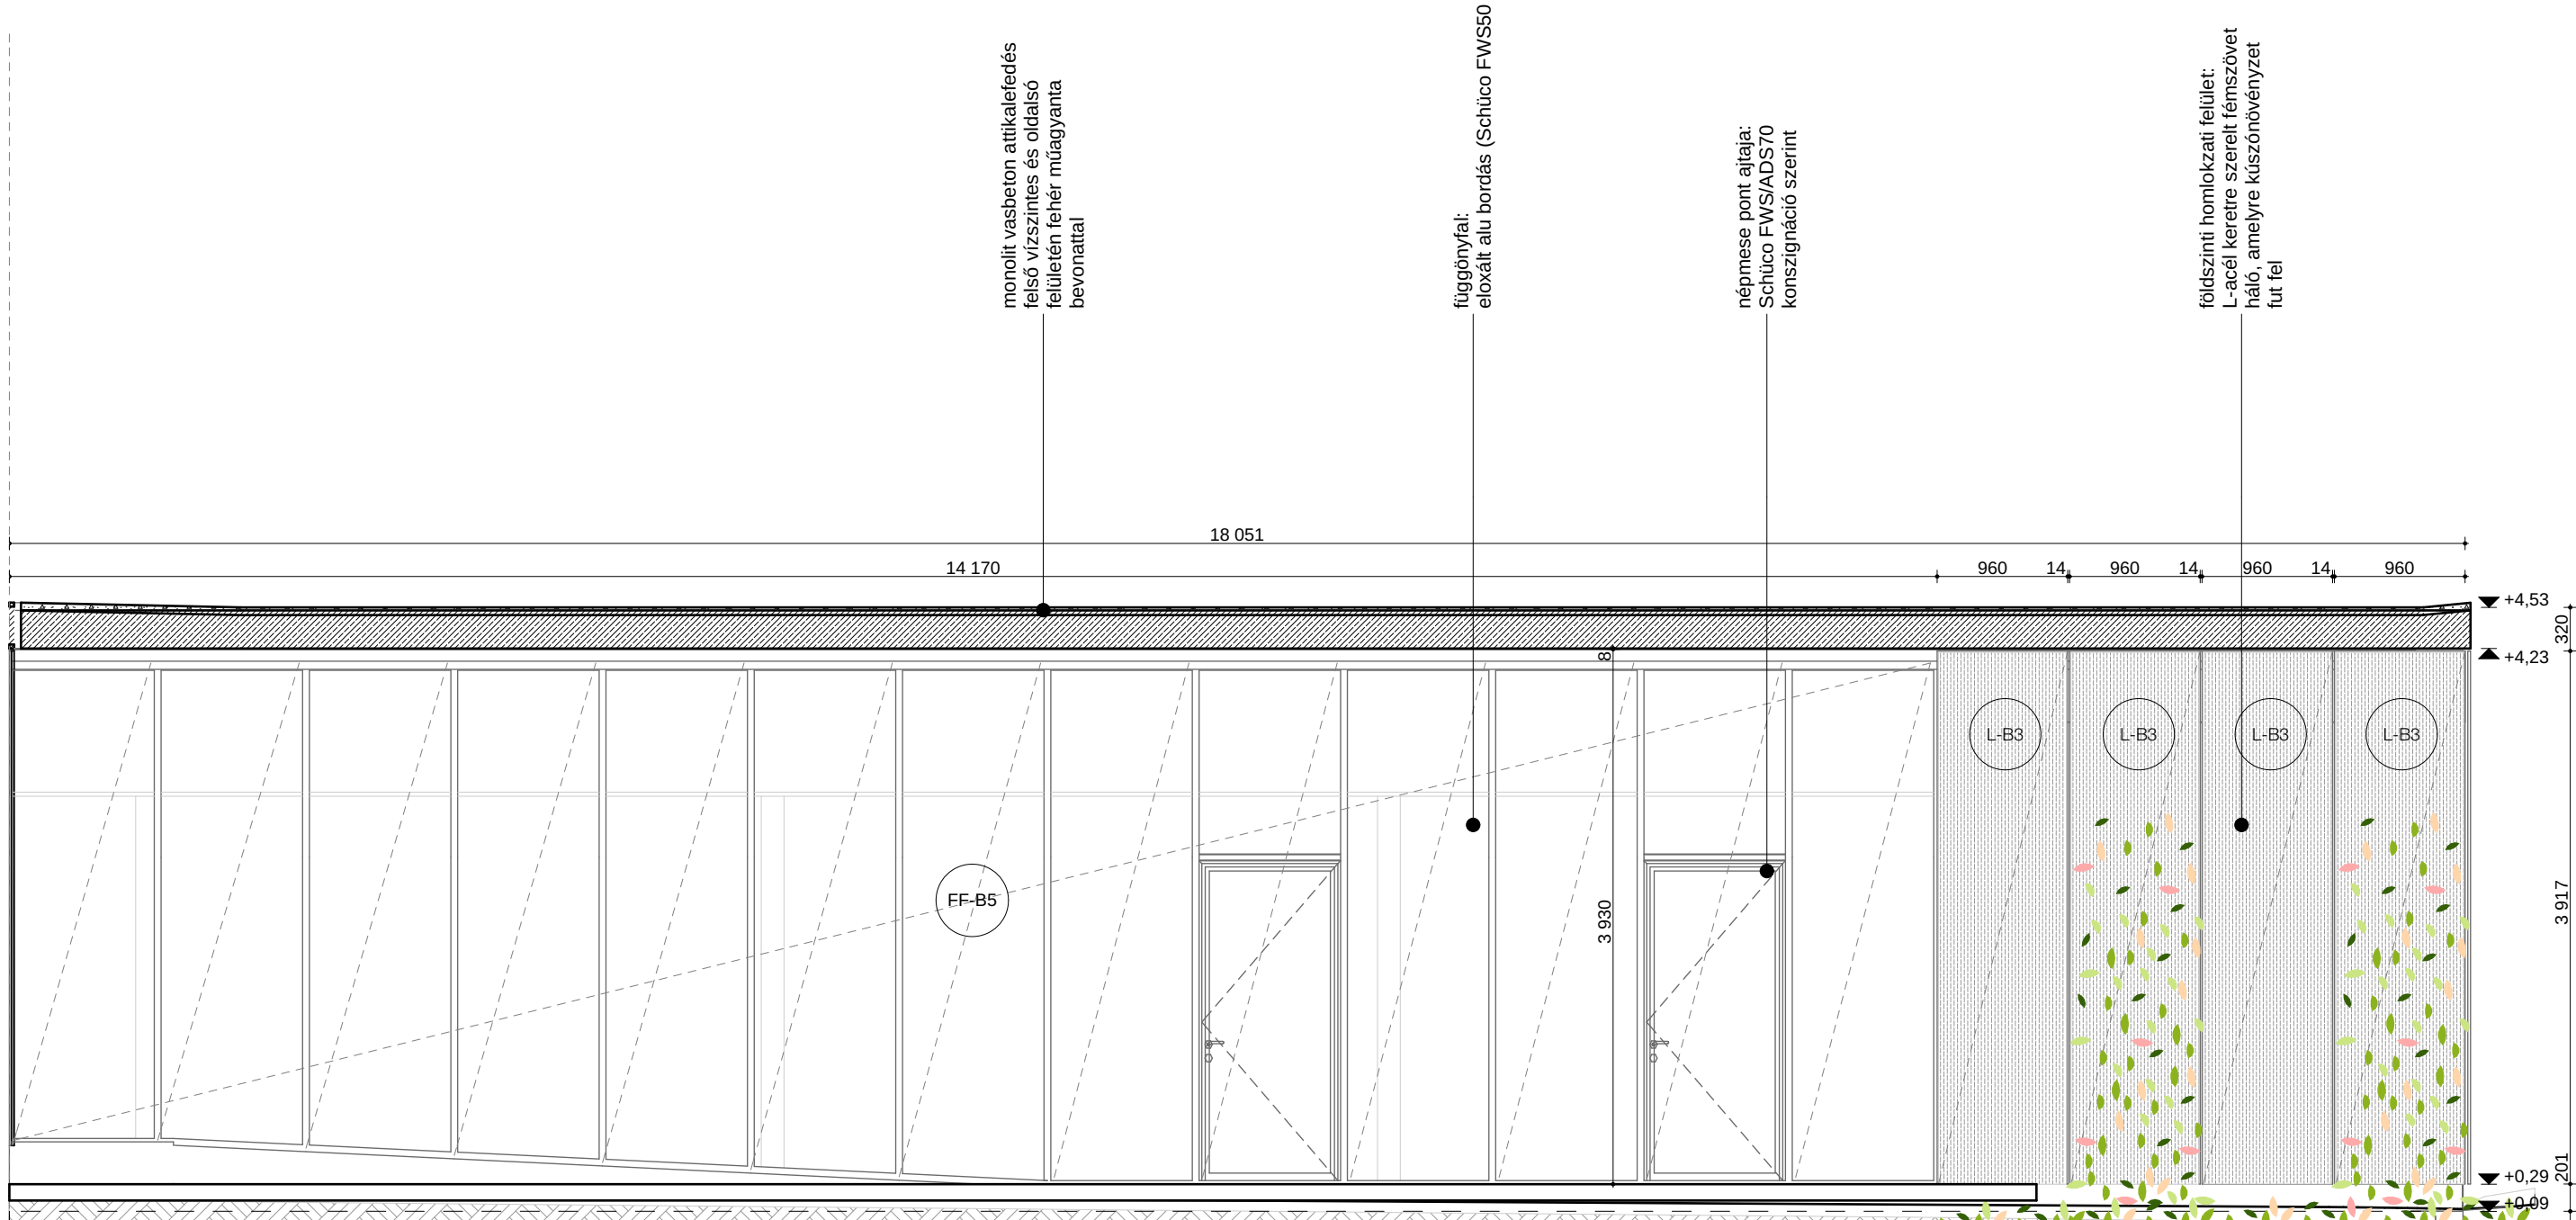 monolit vasbeton attikalefedés
felső vízszintes és oldalsó
felületén fehér műagyanta
bevonattal
függönyfal:
eloxált alu bordás (Schüco FWS50
népmese pont ajtaja:
Schüco FWS/ADS70
konszignáció szerint
földszinti homlokzati felület:
L-acél keretre szerelt fémszövet
háló, amelyre kúszónövényzet
fut fel
18 051
14 170
960
14
960
14
960
14
960
+4,53
320
+4,23
8
L-B3
L-B3
L-B3
L-B3
FF-B5
3 930
3 917
201
+0,29
+0,09